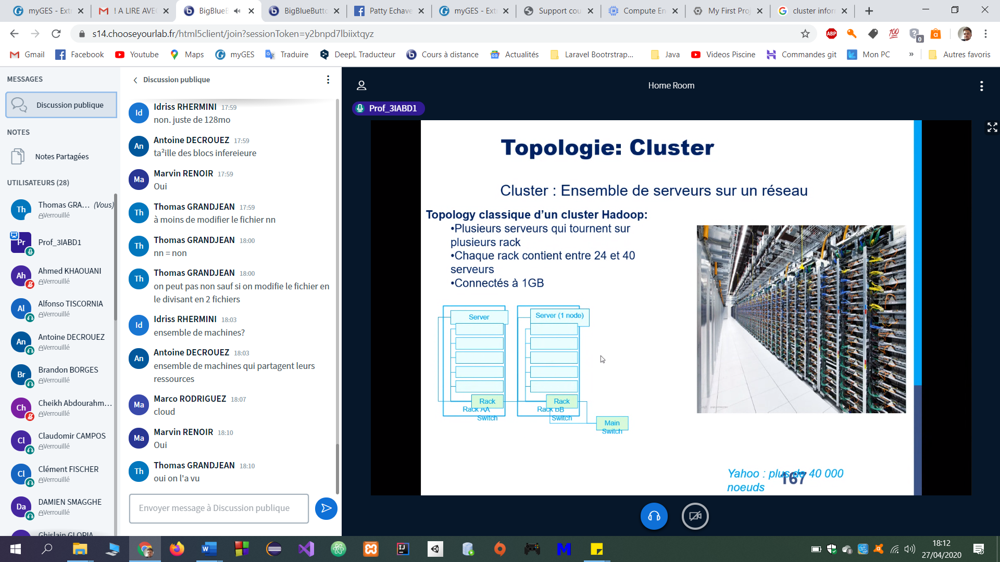 myGES - Ext
! A LIRE AVEC
BigBlueB
BigBlueButto
Patty Echave
myGES - Ext
Support cou
Compute En
My First Proj
cluster infor
s14.chooseyourlab.fr/html5client/join?sessionToken=y2bnpd7lbiixtqyz
ABP
100
0
Gmail
Facebook
Youtube
Maps
myGES
Traduire
DeepL Traducteur
Cours à distance
Actualités
Laravel Bootrstrap...
Java
Videos Piscine
Commandes git
Mon PC
»
Autres favoris
MESSAGES
Discussion publique
NOTES
Notes Partagées
UTILISATEURS (28)
Th
Thomas GRA... (Vous)
Verrouillé
Pr
Prof_3IABD1
Ah
Ahmed KHAOUANI
Verrouillé
Al
Alfonso TISCORNIA
Verrouillé
An
Antoine DECROUEZ
Verrouillé
Br
Brandon BORGES
Verrouillé
Ch
Cheikh Abdourahm...
Verrouillé
Cl
Claudomir CAMPOS
Verrouillé
Cl
Clément FISCHER
Verrouillé
Da
DAMIEN SMAGGHE
Verrouillé
Ghislain GLORIA
Discussion publique
Id
Idriss RHERMINI 17:59
non. juste de 128mo
An
Antoine DECROUEZ 17:59
ta²ille des blocs infereieure
Ma
Marvin RENOIR 17:59
Oui
Th
Thomas GRANDJEAN 17:59
à moins de modifier le fichier nn
Th
Thomas GRANDJEAN 18:00
nn = non
Th
Thomas GRANDJEAN 18:00
on peut pas non sauf si on modifie le fichier en
le divisant en 2 fichiers
Id
Idriss RHERMINI 18:03
ensemble de machines?
An
Antoine DECROUEZ 18:03
ensemble de machines qui partagent leurs
ressources
Ma
Marco RODRIGUEZ 18:07
cloud
Ma
Marvin RENOIR 18:10
Oui
Th
Thomas GRANDJEAN 18:10
oui on l'a vu
Envoyer message à Discussion publique
Home Room
Prof_3IABD1
Topologie: Cluster
Cluster : Ensemble de serveurs sur un réseau
Topology classique d'un cluster Hadoop:
•Plusieurs serveurs qui tournent sur
plusieurs rack
•Chaque rack contient entre 24 et 40
serveurs
•Connectés à 1GB
Server
Server (1 node)
Rack
Rack AA
Switch
Rack
Rack BB
Switch
Main
Switch
Yahoo : plus de 40 000
noeuds
167
18:12
27/04/2020